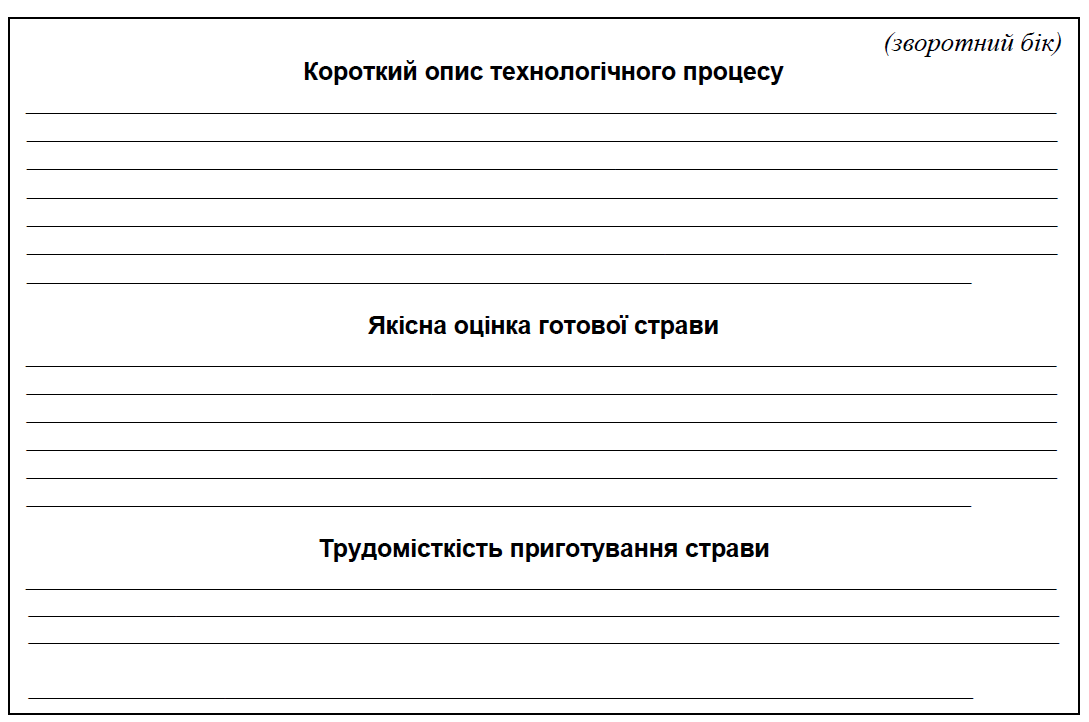 (зворотний бік)
Короткий опис технологічного процесу
Якісна оцінка готової страви
Трудомісткість приготування страви